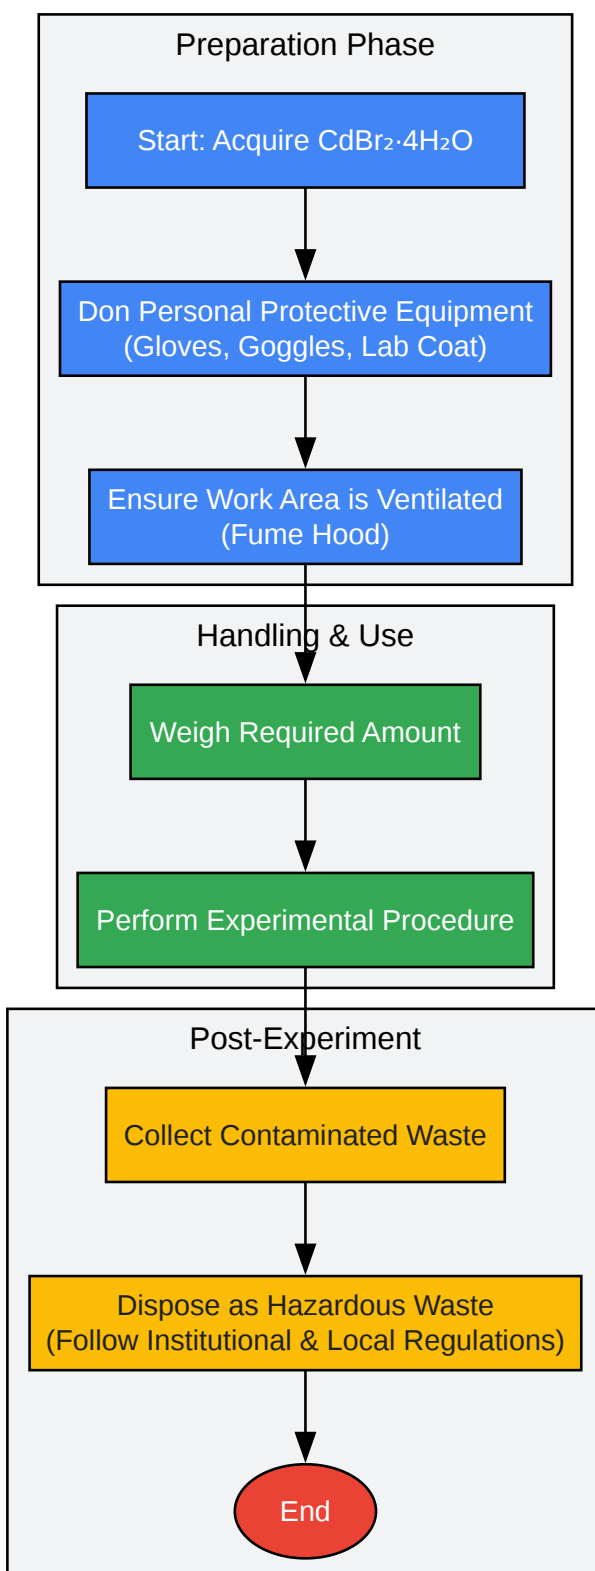 Preparation Phase
Start: Acquire CdBr₂·4H₂O
Don Personal Protective Equipment
(Gloves, Goggles, Lab Coat)
Ensure Work Area is Ventilated
(Fume Hood)
Handling & Use
Weigh Required Amount
Perform Experimental Procedure
Post-Experiment
Collect Contaminated Waste
Dispose as Hazardous Waste
(Follow Institutional & Local Regulations)
End